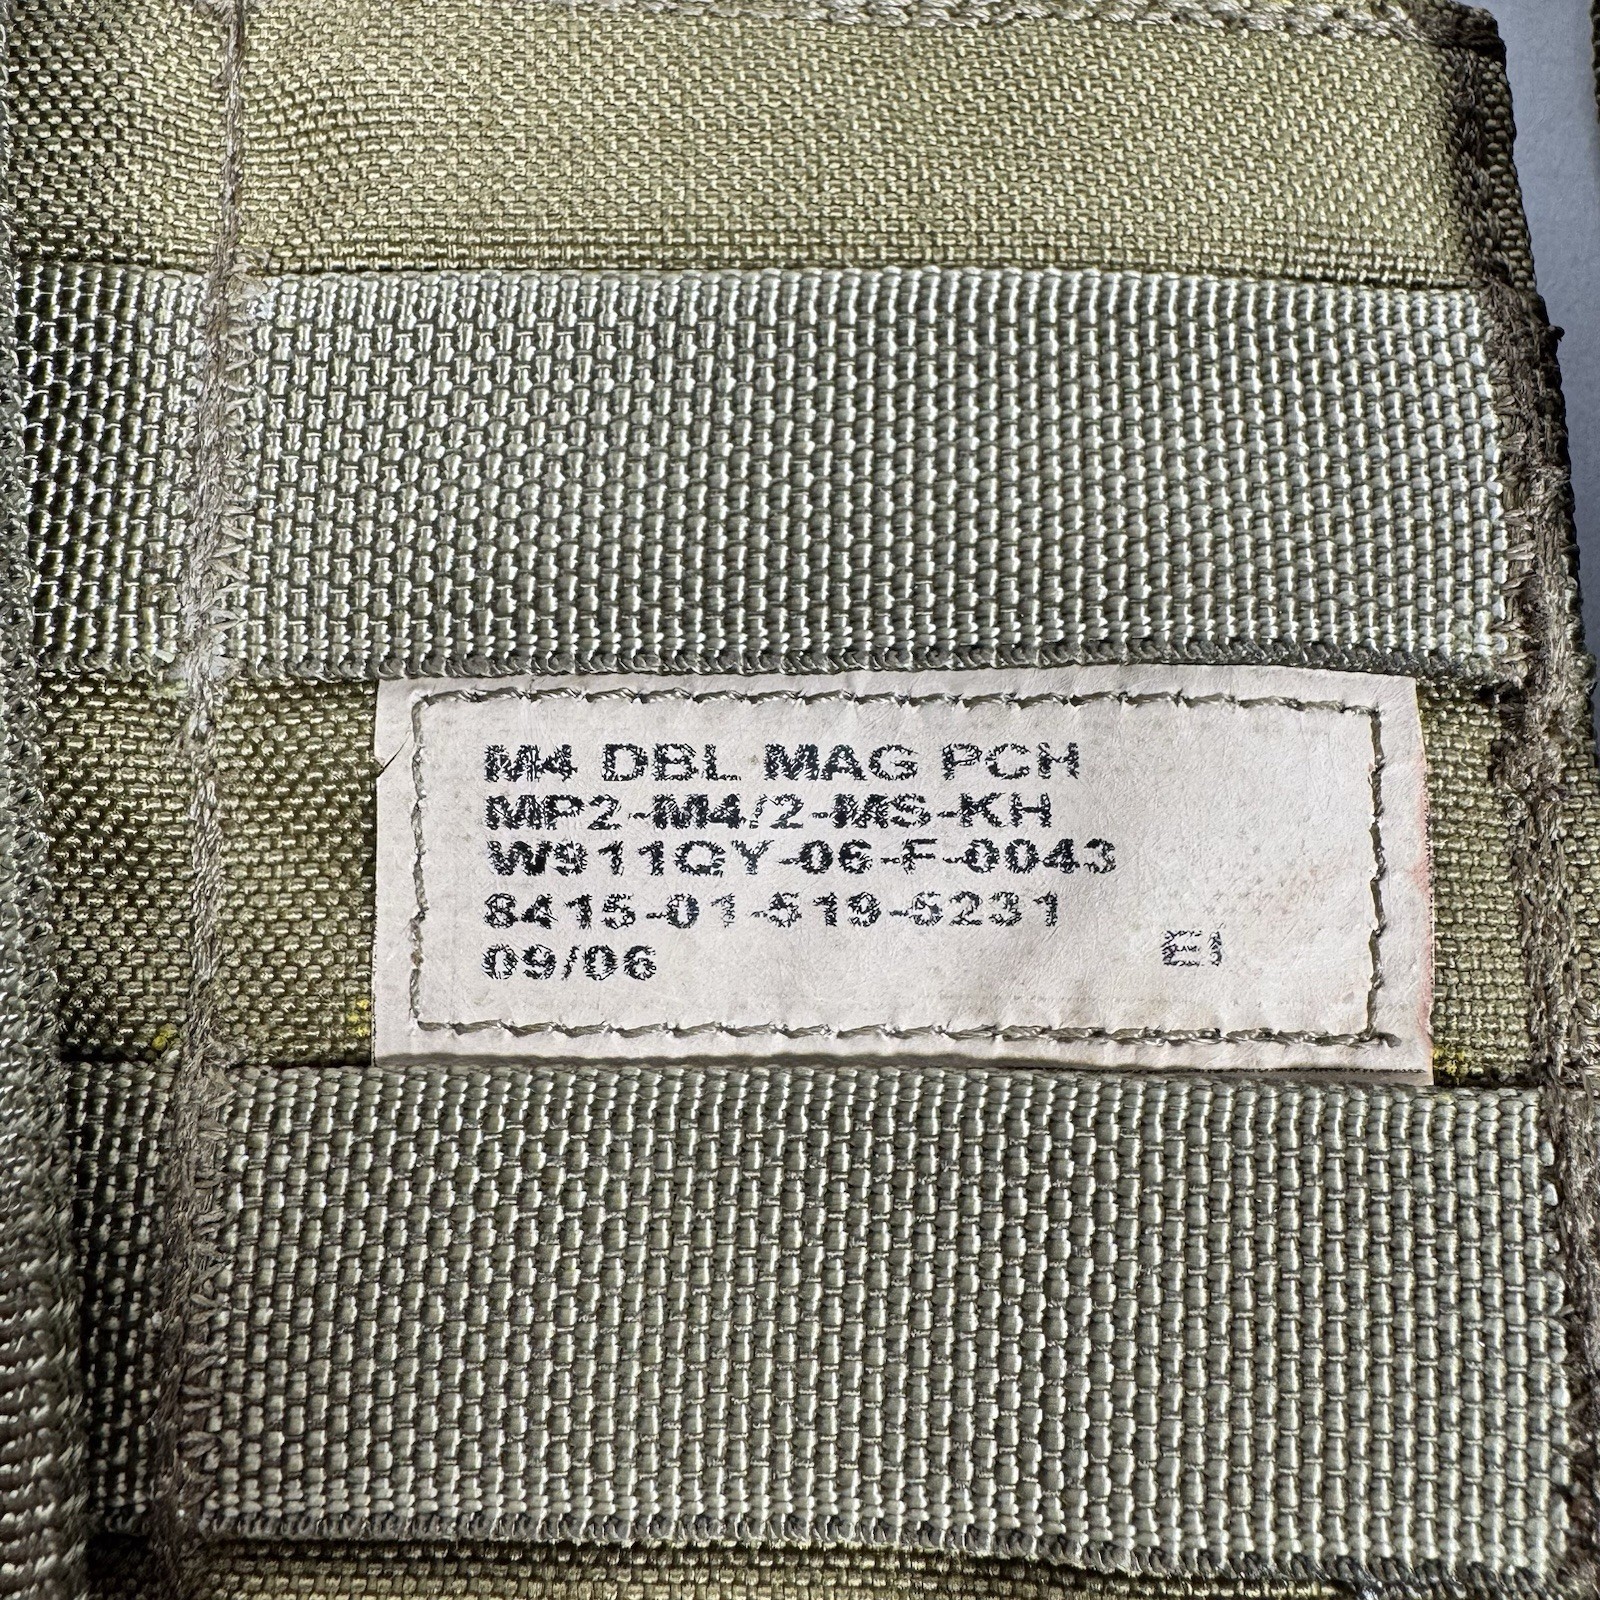 M4 DBL MAG PCH
MP2-M4/2-MS-KH
W911QY-06-F-0043
8415-01-519-5231
09/06